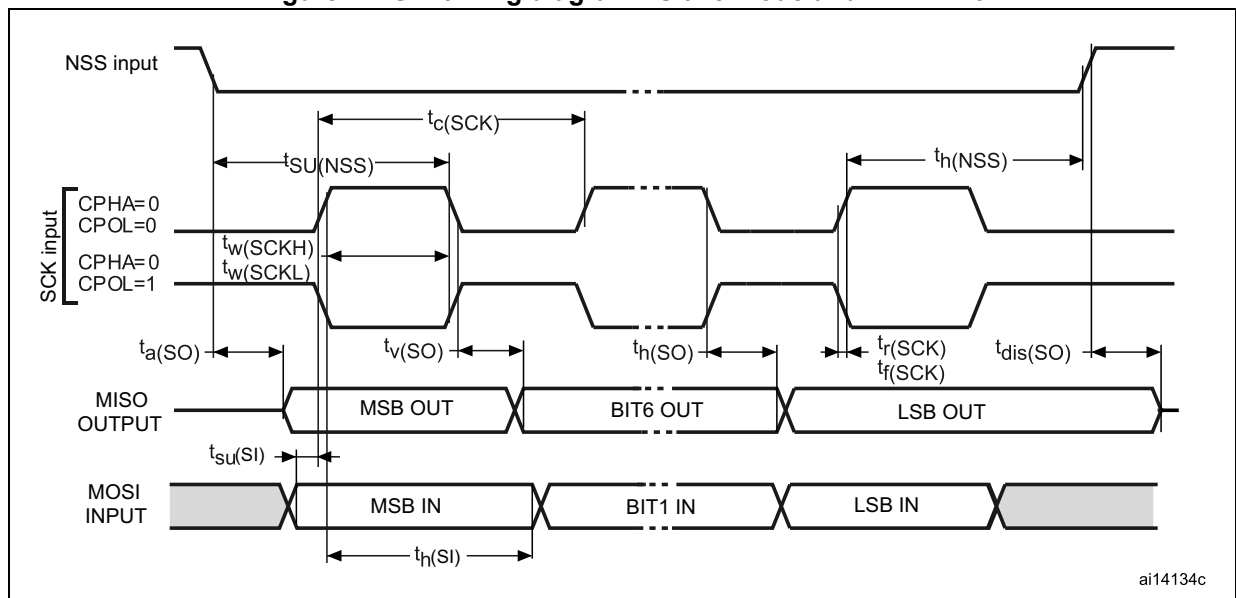 NSS input
tc(SCK)
tSU(NSS)
th(NSS)
SCK input
CPHA=0
CPOL=0
tw(SCKH)
CPHA=0
tw(SCKL)
CPOL=1
ta(SO)
tv(SO)
th(SO)
tr(SCK)
tf(SCK)
tdis(SO)
MISO
OUTPUT
MSB OUT
BIT6 OUT
LSB OUT
tsu(SI)
MOSI
INPUT
MSB IN
BIT1 IN
LSB IN
th(SI)
ai14134c